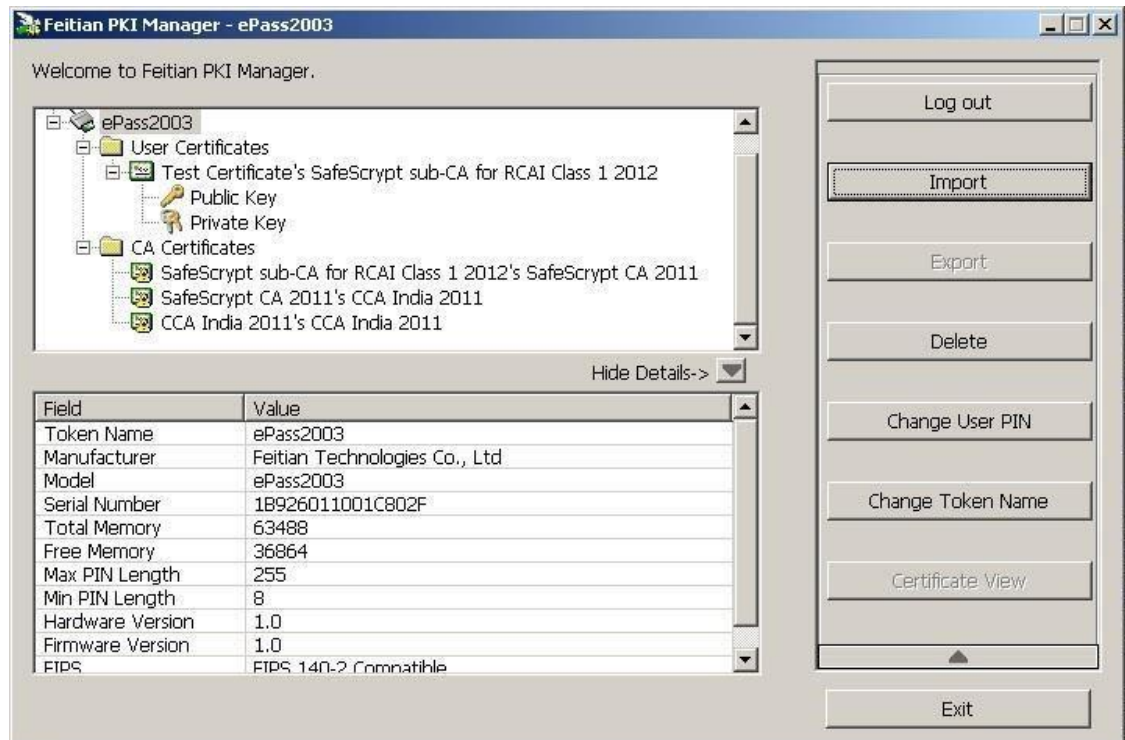 Feitian PKI Manager - ePass2003
Welcome to Feitian PKI Manager.
ePass2003
User Certificates
Test Certificate's SafeScrypt sub-CA for RCAI Class 1 2012
Public Key
Private Key
CA Certificates
SafeScrypt sub-CA for RCAI Class 1 2012's SafeScrypt CA 2011
SafeScrypt CA 2011's CCA India 2011
CCA India 2011's CCA India 2011
Hide Details->
Field Value
Token Name ePass2003
Manufacturer Feitian Technologies Co., Ltd
Model ePass2003
Serial Number 1B926011001C802F
Total Memory 63488
Free Memory 36864
Max PIN Length 255
Min PIN Length 8
Hardware Version 1.0
Firmware Version 1.0
FIPS FIPS 140-2 Compatible
Log out
Import
Export
Delete
Change User PIN
Change Token Name
Certificate View
Exit